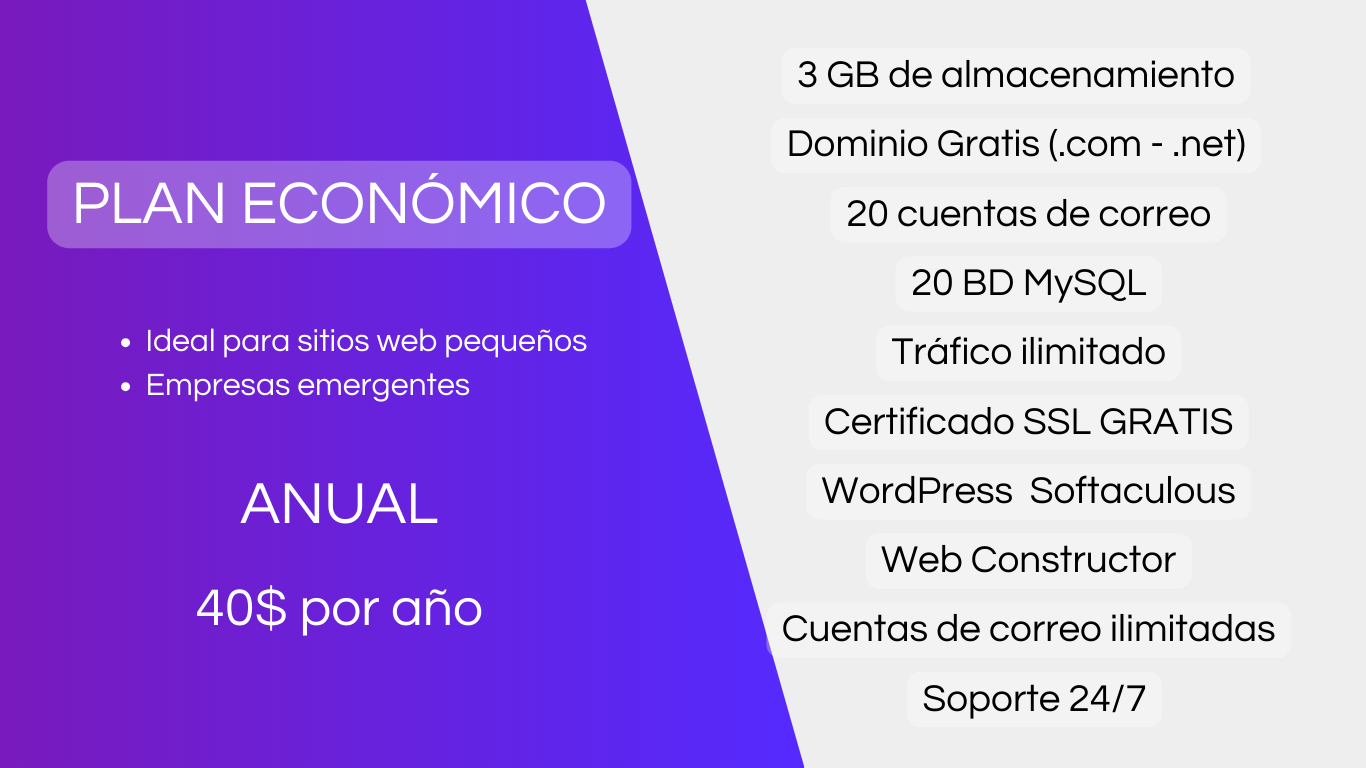 PLAN ECONÓMICO
• Ideal para sitios web pequeños
• Empresas emergentes
ANUAL
40$ por año
3 GB de almacenamiento
Dominio Gratis (.com - .net)
20 cuentas de correo
20 BD MySQL
Tráfico ilimitado
Certificado SSL GRATIS
WordPress  Softaculous
Web Constructor
Cuentas de correo ilimitadas
Soporte 24/7